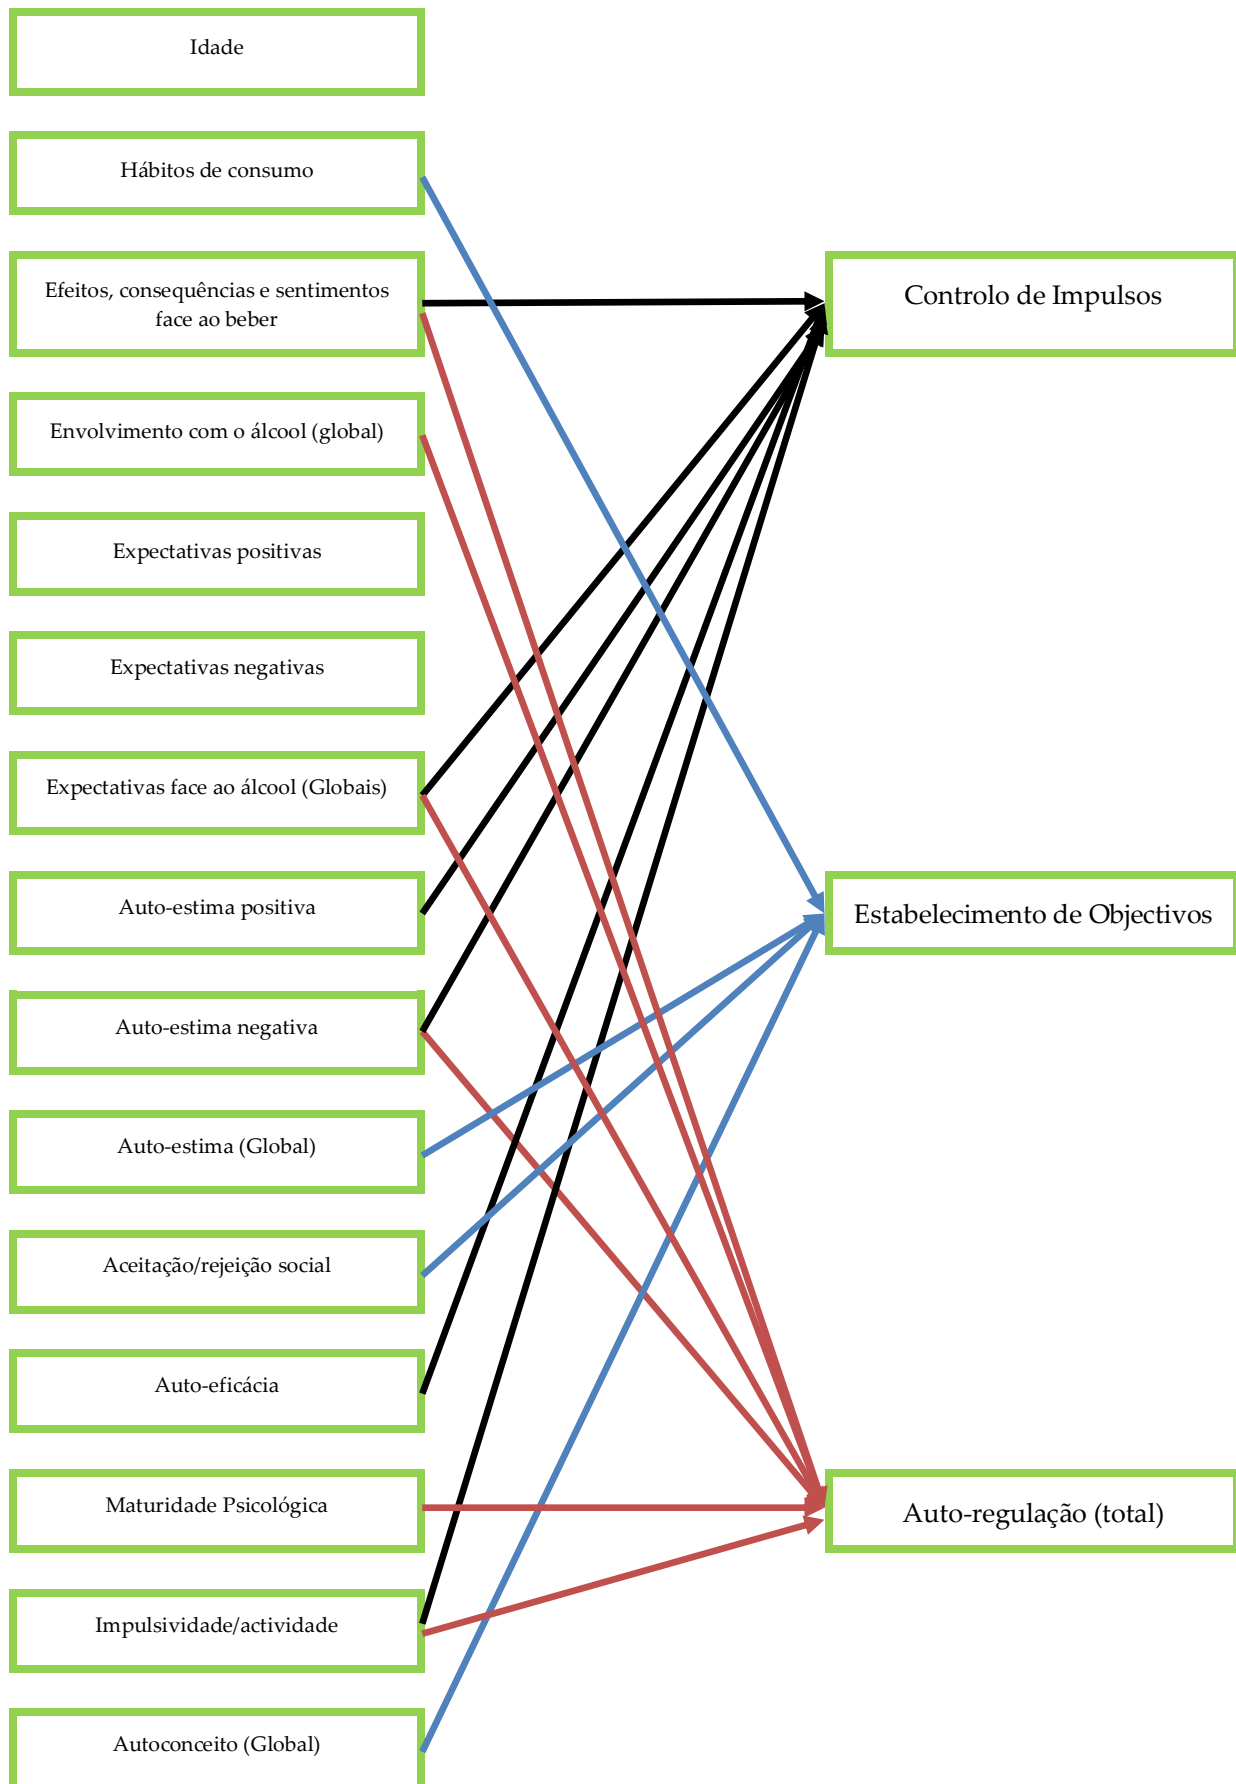 Idade
Hábitos de consumo
Efeitos, consequências e sentimentos
face ao beber
Controlo de Impulsos
Envolvimento com o álcool (global)
Expectativas positivas
Expectativas negativas
Expectativas face ao álcool (Globais)
Auto-estima positiva
Estabelecimento de Objectivos
Auto-estima negativa
Auto-estima (Global)
Aceitação/rejeição social
Auto-eficácia
Maturidade Psicológica
Auto-regulação (total)
Impulsividade/actividade
Autoconceito (Global)